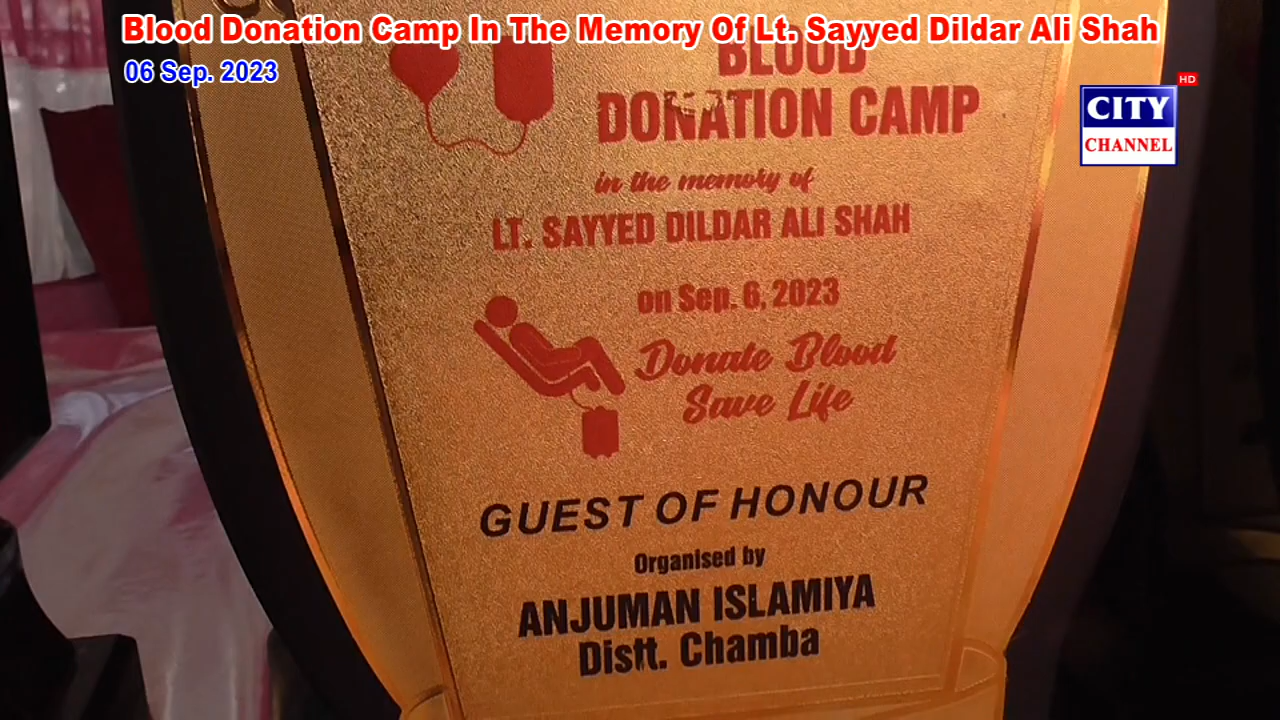 Blood Donation Camp In The Memory Of Lt. Sayyed Dildar Ali Shah
06 Sep. 2023
HD
CITY
CHANNEL
BLOOD
DONATION CAMP
in the memory of
LT. SAYYED DILDAR ALI SHAH
on Sep. 6, 2023
Donate Blood
Save Life
GUEST OF HONOUR
Organised by
ANJUMAN ISLAMIYA
Distt. Chamba